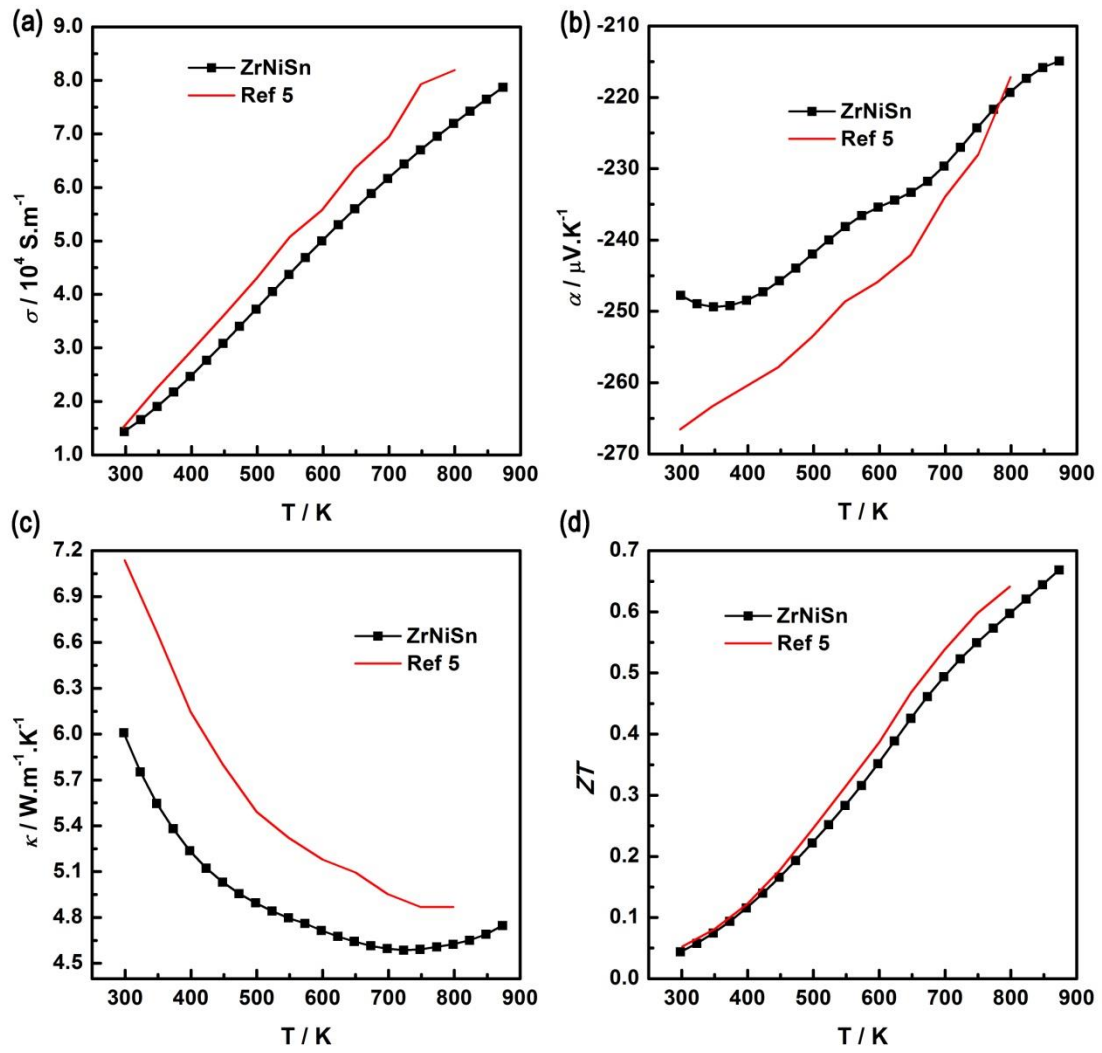 (a)
9.0
8.0
7.0
6.0
5.0
4.0
3.0
2.0
1.0
σ / 10⁴ S.m⁻¹
ZrNiSn
Ref 5
300 400 500 600 700 800 900
T / K
(b)
-210
-220
-230
-240
-250
-260
-270
α / μV.K⁻¹
ZrNiSn
Ref 5
300 400 500 600 700 800 900
T / K
(c)
7.2
6.9
6.6
6.3
6.0
5.7
5.4
5.1
4.8
4.5
κ / W.m⁻¹.K⁻¹
ZrNiSn
Ref 5
300 400 500 600 700 800 900
T / K
(d)
0.7
0.6
0.5
0.4
0.3
0.2
0.1
0.0
ZT
ZrNiSn
Ref 5
300 400 500 600 700 800 900
T / K